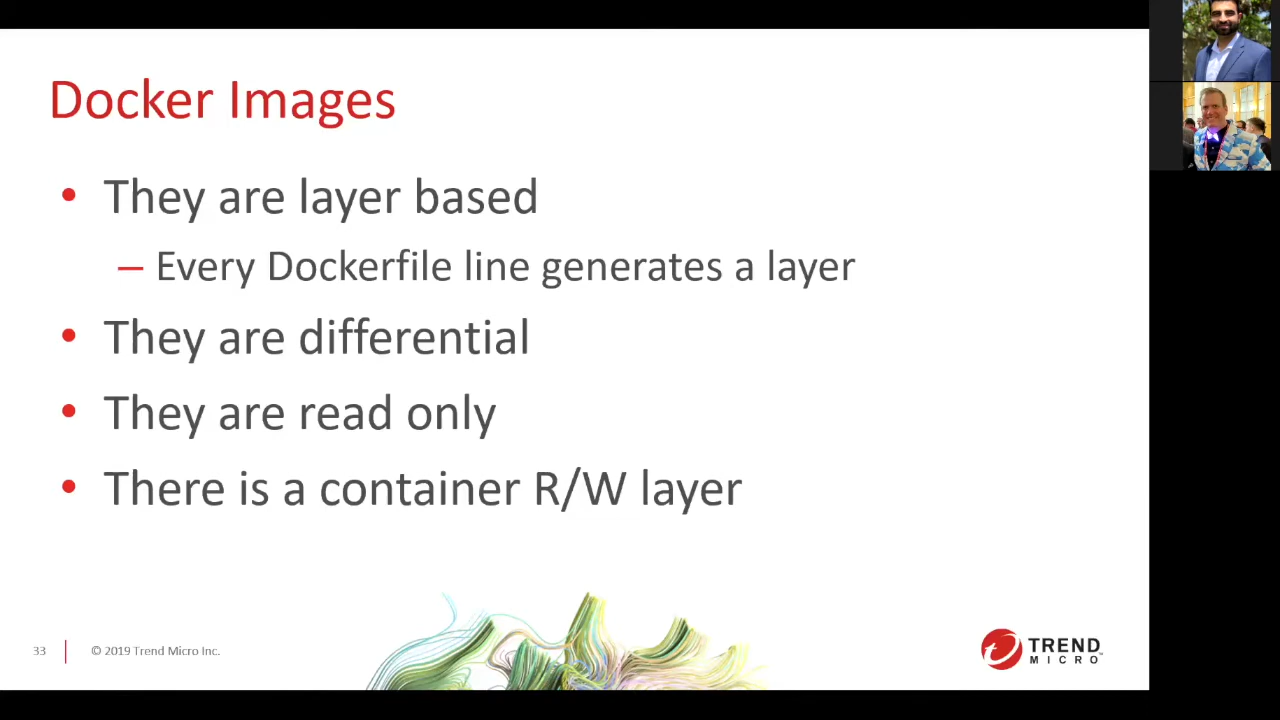 Docker Images
• They are layer based
– Every Dockerfile line generates a layer
• They are differential
• They are read only
• There is a container R/W layer
33
© 2019 Trend Micro Inc.
TREND
MICRO™